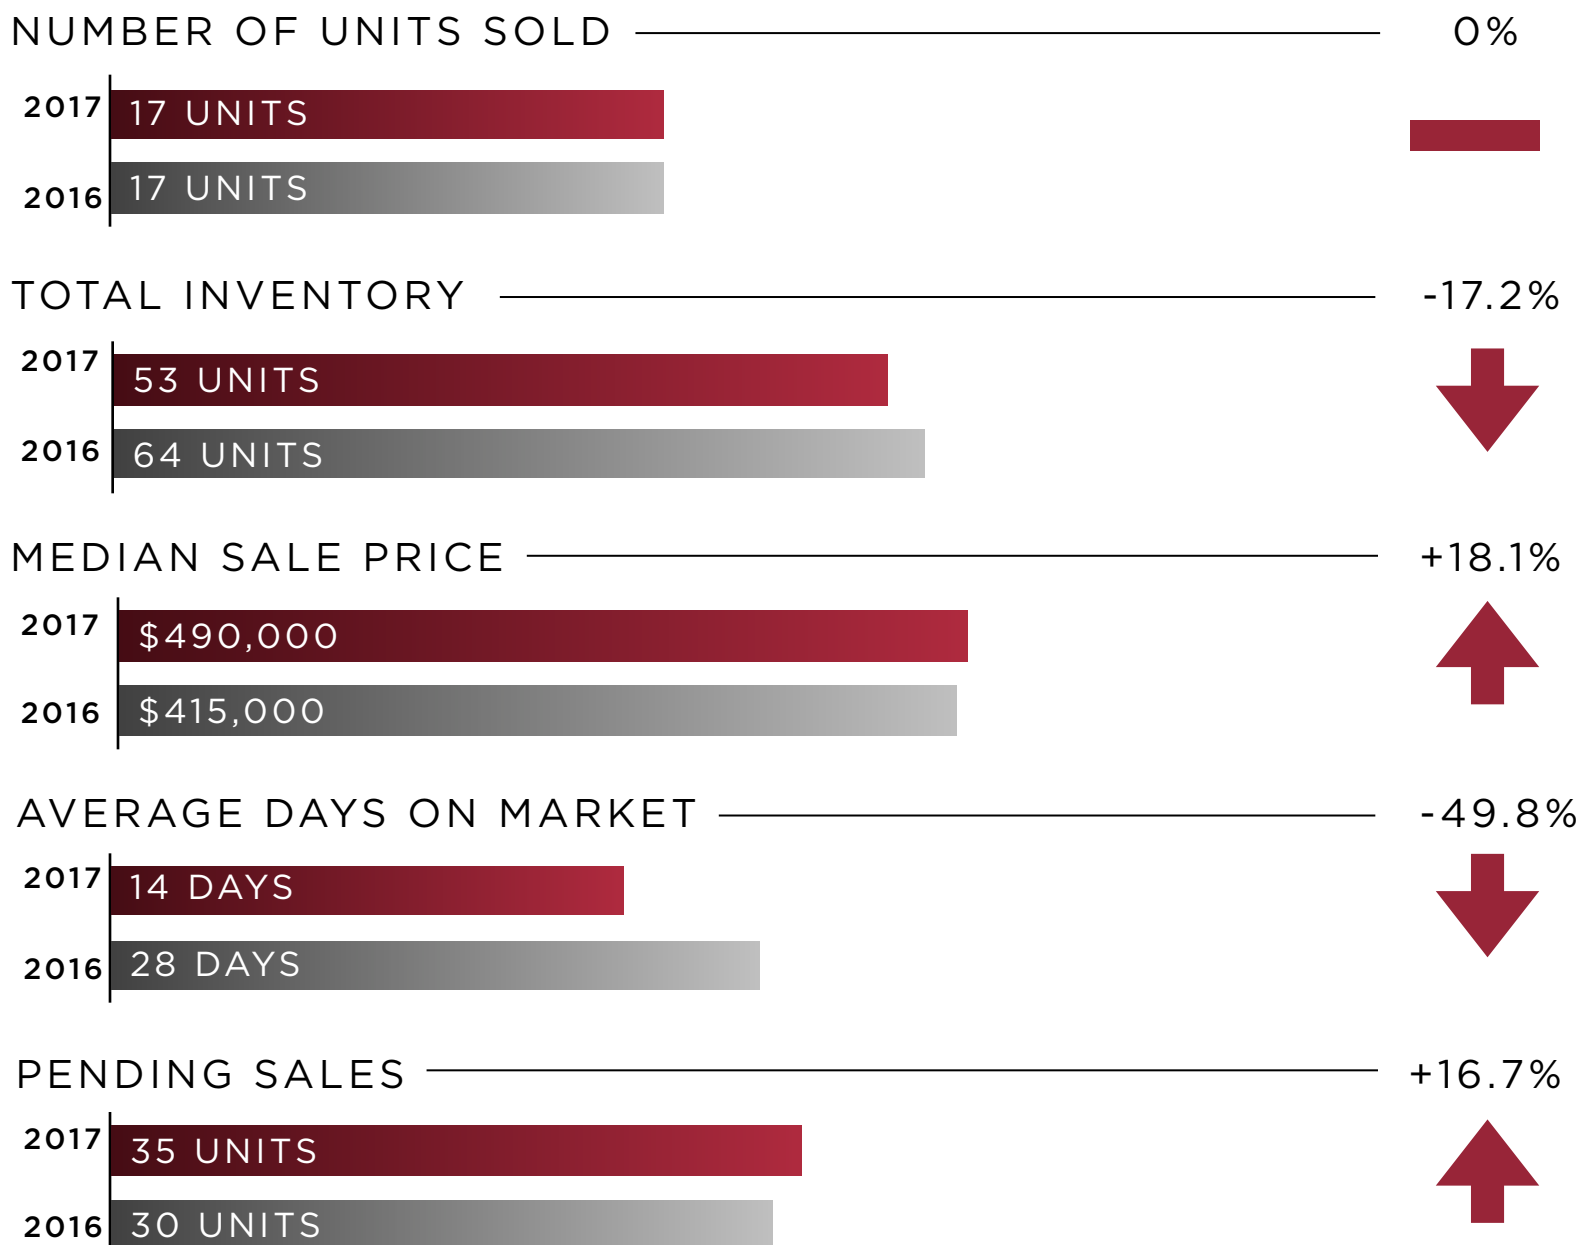 NUMBER OF UNITS SOLD 0%
2017 17 UNITS
2016 17 UNITS
TOTAL INVENTORY -17.2%
2017 53 UNITS
2016 64 UNITS
MEDIAN SALE PRICE +18.1%
2017 $490,000
2016 $415,000
AVERAGE DAYS ON MARKET -49.8%
2017 14 DAYS
2016 28 DAYS
PENDING SALES +16.7%
2017 35 UNITS
2016 30 UNITS